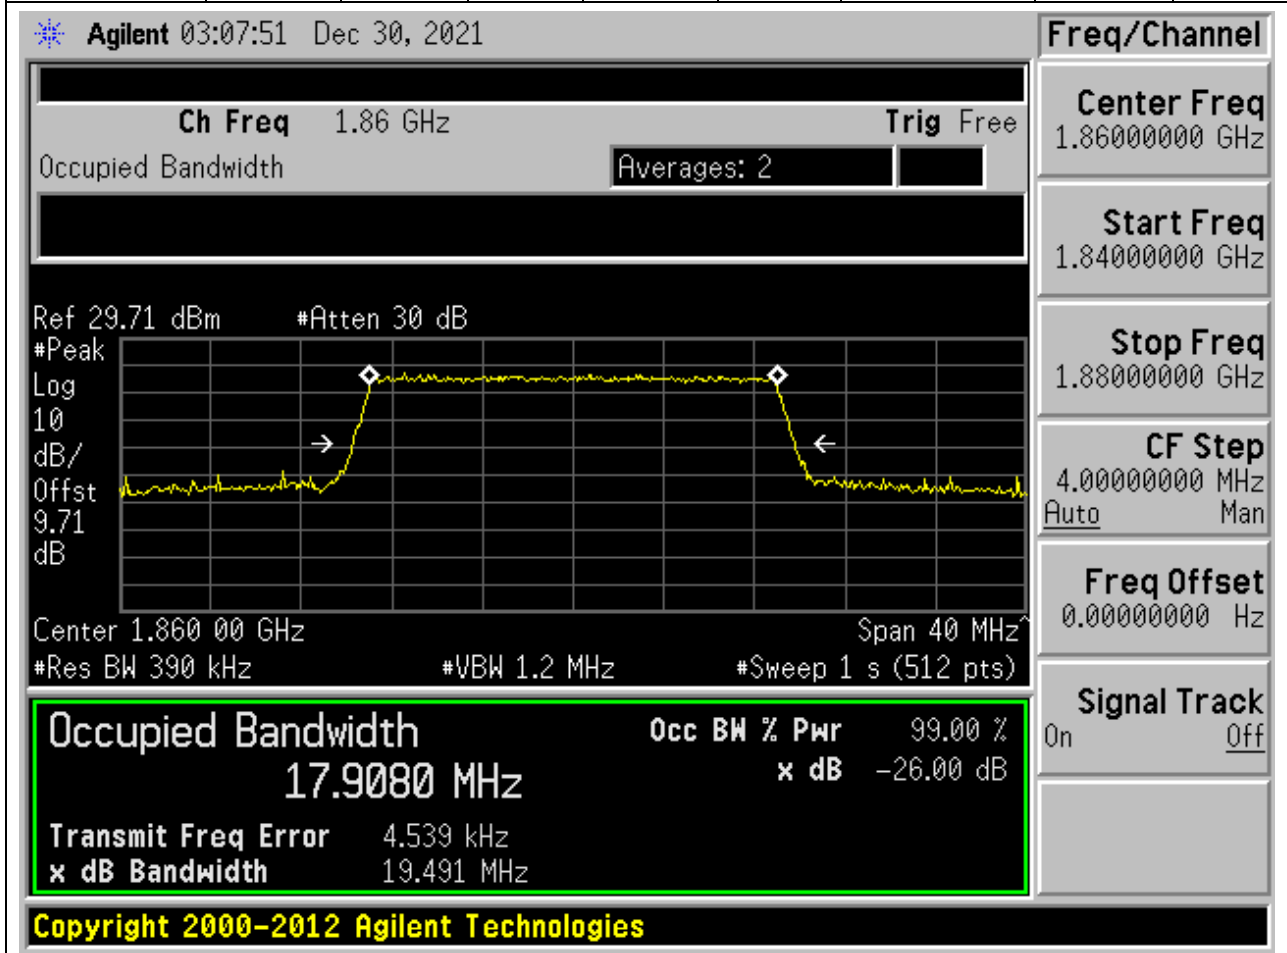 Agilent 03:07:51 Dec 30, 2021
Ch Freq 1.86 GHz Trig Free
Occupied Bandwidth Averages: 2
Ref 29.71 dBm #Atten 30 dB
#Peak
Log
10
dB/
Offst
9.71
dB
Center 1.860 00 GHz Span 40 MHz^
#Res BW 390 kHz #VBW 1.2 MHz #Sweep 1 s (512 pts)
Occupied Bandwidth Occ BW % Pwr 99.00 %
17.9080 MHz x dB -26.00 dB
Transmit Freq Error 4.539 kHz
x dB Bandwidth 19.491 MHz
Copyright 2000-2012 Agilent Technologies
Freq/Channel
Center Freq
1.86000000 GHz
Start Freq
1.84000000 GHz
Stop Freq
1.88000000 GHz
CF Step
4.00000000 MHz
Auto Man
Freq Offset
0.00000000 Hz
Signal Track
On Off